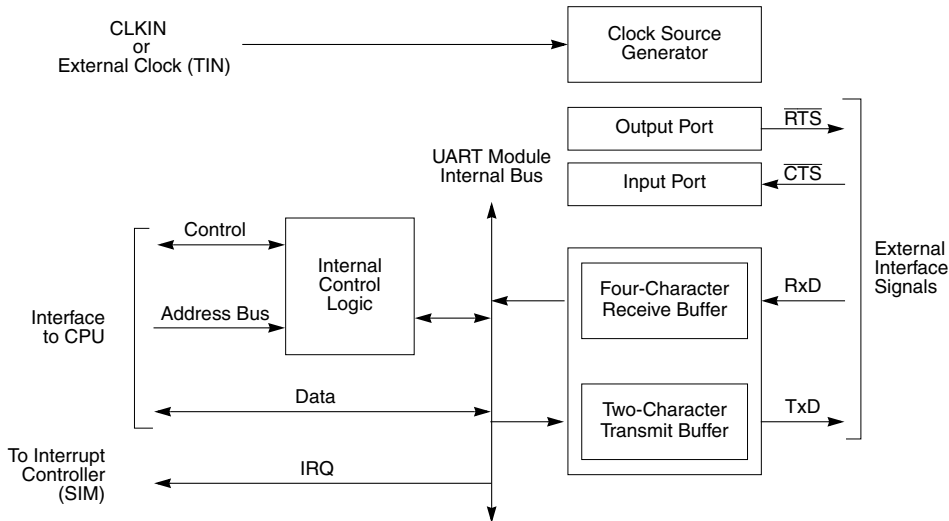 CLKIN
or
External Clock (TIN)
Clock Source
Generator
Output Port
RTS
UART Module
Internal Bus
Input Port
CTS
Control
Internal
Control
Logic
Address Bus
Interface
to CPU
Four-Character
Receive Buffer
RxD
External
Interface
Signals
Data
Two-Character
Transmit Buffer
TxD
To Interrupt
Controller
(SIM)
IRQ